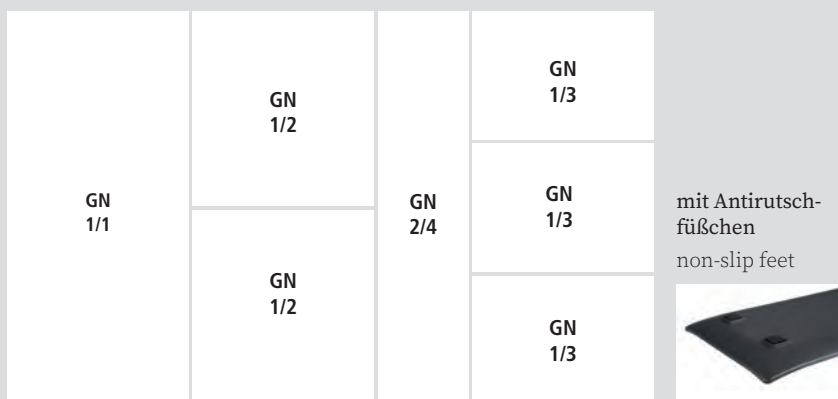 GN
1/1
GN
1/2
GN
1/2
GN
2/4
GN
1/3
GN
1/3
GN
1/3
mit Antirutsch-
füßchen
non-slip feet